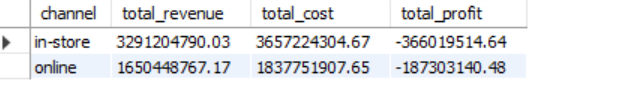 channel total_revenue total_cost total_profit
in-store 3291204790.03 3657224304.67 -366019514.64
online 1650448767.17 1837751907.65 -187303140.48